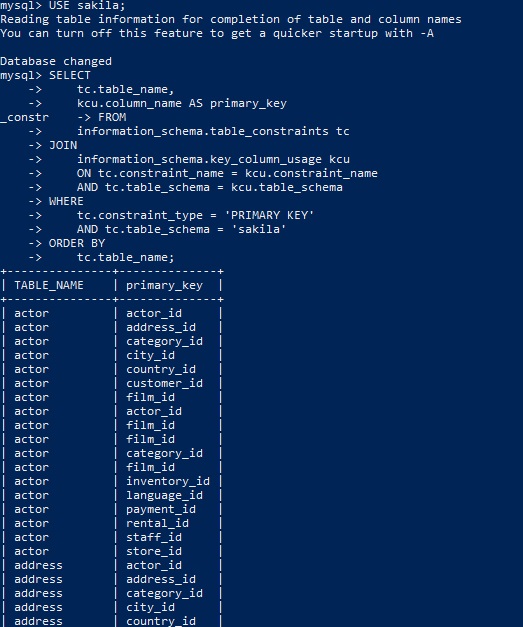 mysql> USE sakila;
Reading table information for completion of table and column names
You can turn off this feature to get a quicker startup with -A

Database changed
mysql> SELECT
    ->     tc.table_name,
    ->     kcu.column_name AS primary_key
_constr    -> FROM
    ->     information_schema.table_constraints tc
    -> JOIN
    ->     information_schema.key_column_usage kcu
    ->     ON tc.constraint_name = kcu.constraint_name
    ->     AND tc.table_schema = kcu.table_schema
    -> WHERE
    ->     tc.constraint_type = 'PRIMARY KEY'
    ->     AND tc.table_schema = 'sakila'
    -> ORDER BY
    ->     tc.table_name;
+---------------+--------------+
| TABLE_NAME    | primary_key  |
+---------------+--------------+
| actor         | actor_id     |
| actor         | address_id   |
| actor         | category_id  |
| actor         | city_id      |
| actor         | country_id   |
| actor         | customer_id  |
| actor         | film_id      |
| actor         | actor_id     |
| actor         | film_id      |
| actor         | film_id      |
| actor         | category_id  |
| actor         | film_id      |
| actor         | inventory_id |
| actor         | language_id  |
| actor         | payment_id   |
| actor         | rental_id    |
| actor         | staff_id     |
| actor         | store_id     |
| address       | actor_id     |
| address       | address_id   |
| address       | category_id  |
| address       | city_id      |
| address       | country_id   |